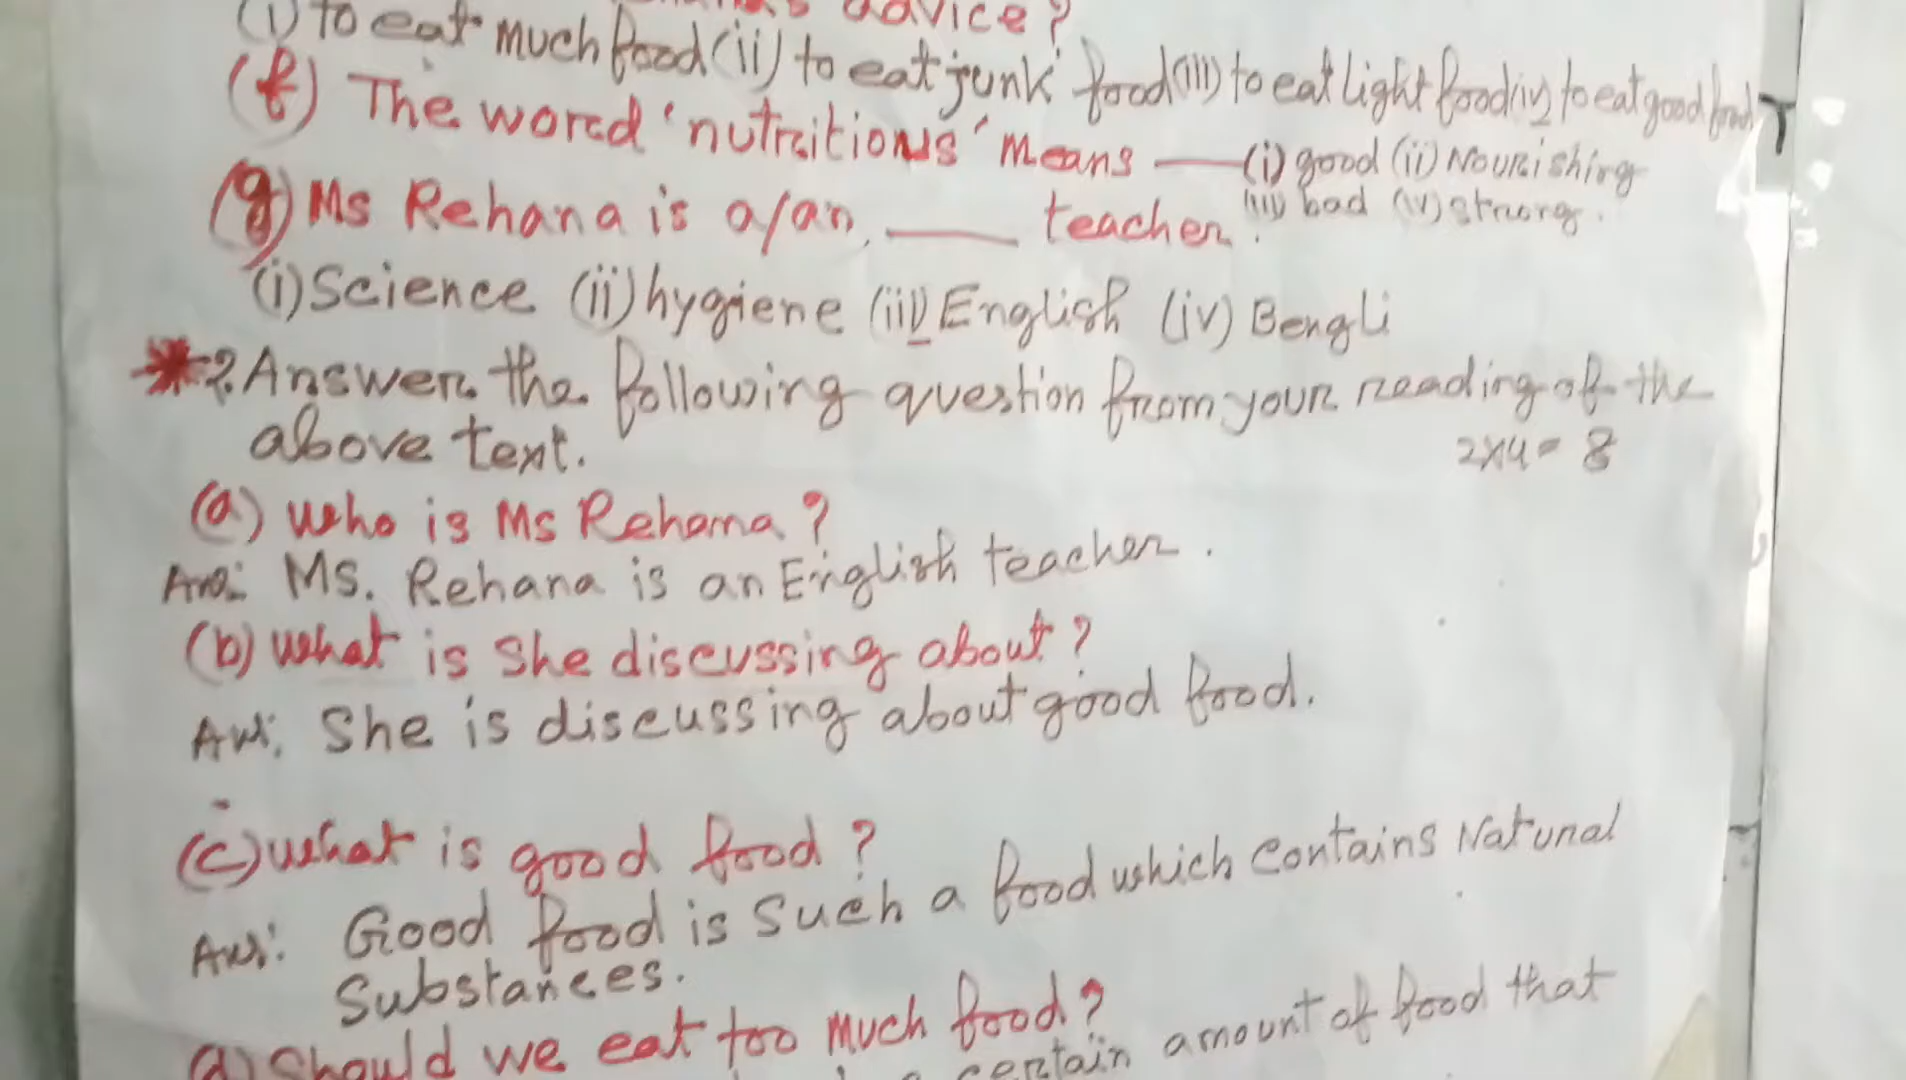 advice?
(i) to eat much food (ii) to eat junk food (iii) to eat light food (iv) to eat good food
(f) The word 'nutritions' means — (i) good (ii) Nourishing
(iii) bad (iv) strong.
(g) Ms Rehana is a/an, ___ teacher.
(i) Science (ii) hygiene (iii) English (iv) Bengli
2. Answer the following question from your reading of the
above text.
2x4= 8
(a) Who is Ms Rehana?
Ans: Ms. Rehana is an English teacher.
(b) What is she discussing about?
Ans: She is discussing about good food.
(c) What is good food?
Ans: Good food is such a food which contains Natural
Substances.
d) Should we eat too much food?
certain amount of food that